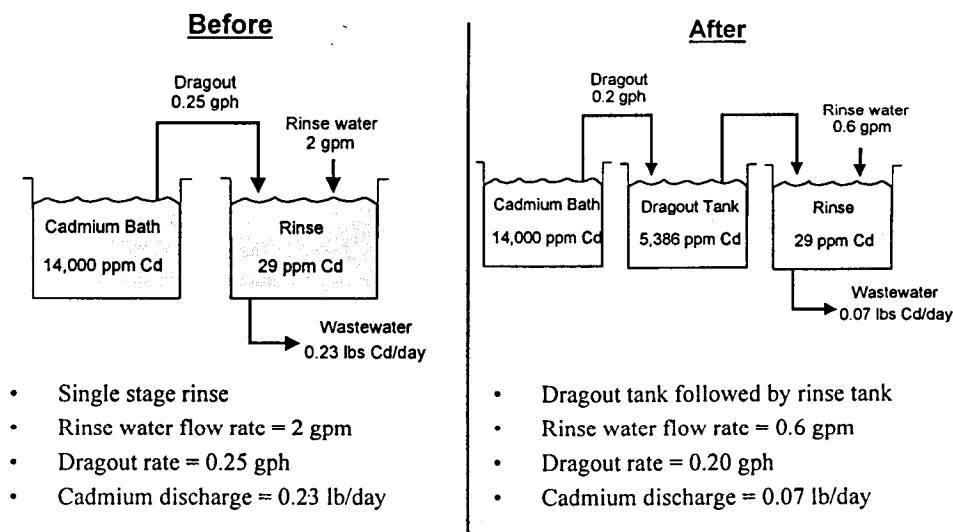 Before
Dragout
0.25 gph
Rinse water
2 gpm
Cadmium Bath
14,000 ppm Cd
Rinse
29 ppm Cd
Wastewater
0.23 lbs Cd/day
• Single stage rinse
• Rinse water flow rate = 2 gpm
• Dragout rate = 0.25 gph
• Cadmium discharge = 0.23 lb/day
After
Dragout
0.2 gph
Rinse water
0.6 gpm
Cadmium Bath
14,000 ppm Cd
Dragout Tank
5,386 ppm Cd
Rinse
29 ppm Cd
Wastewater
0.07 lbs Cd/day
• Dragout tank followed by rinse tank
• Rinse water flow rate = 0.6 gpm
• Dragout rate = 0.20 gph
• Cadmium discharge = 0.07 lb/day